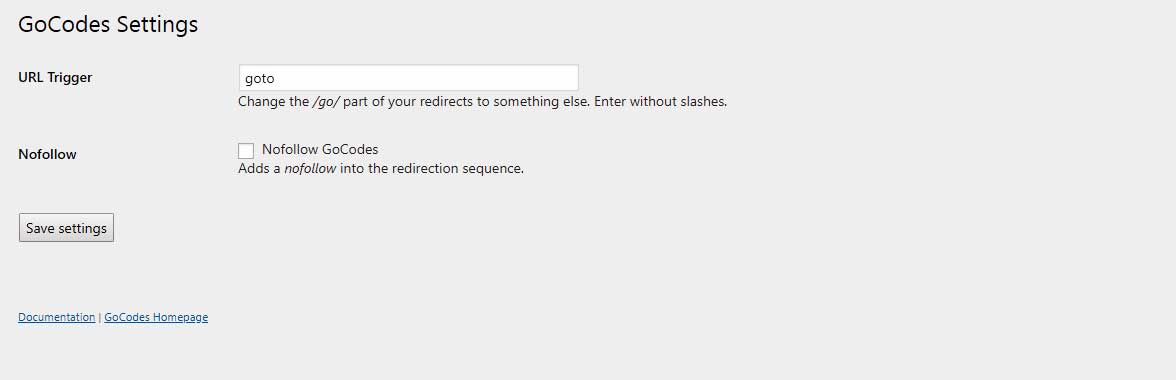 GoCodes Settings
URL Trigger
goto
Change the /go/ part of your redirects to something else. Enter without slashes.
Nofollow
Nofollow GoCodes
Adds a nofollow into the redirection sequence.
Save settings
Documentation | GoCodes Homepage